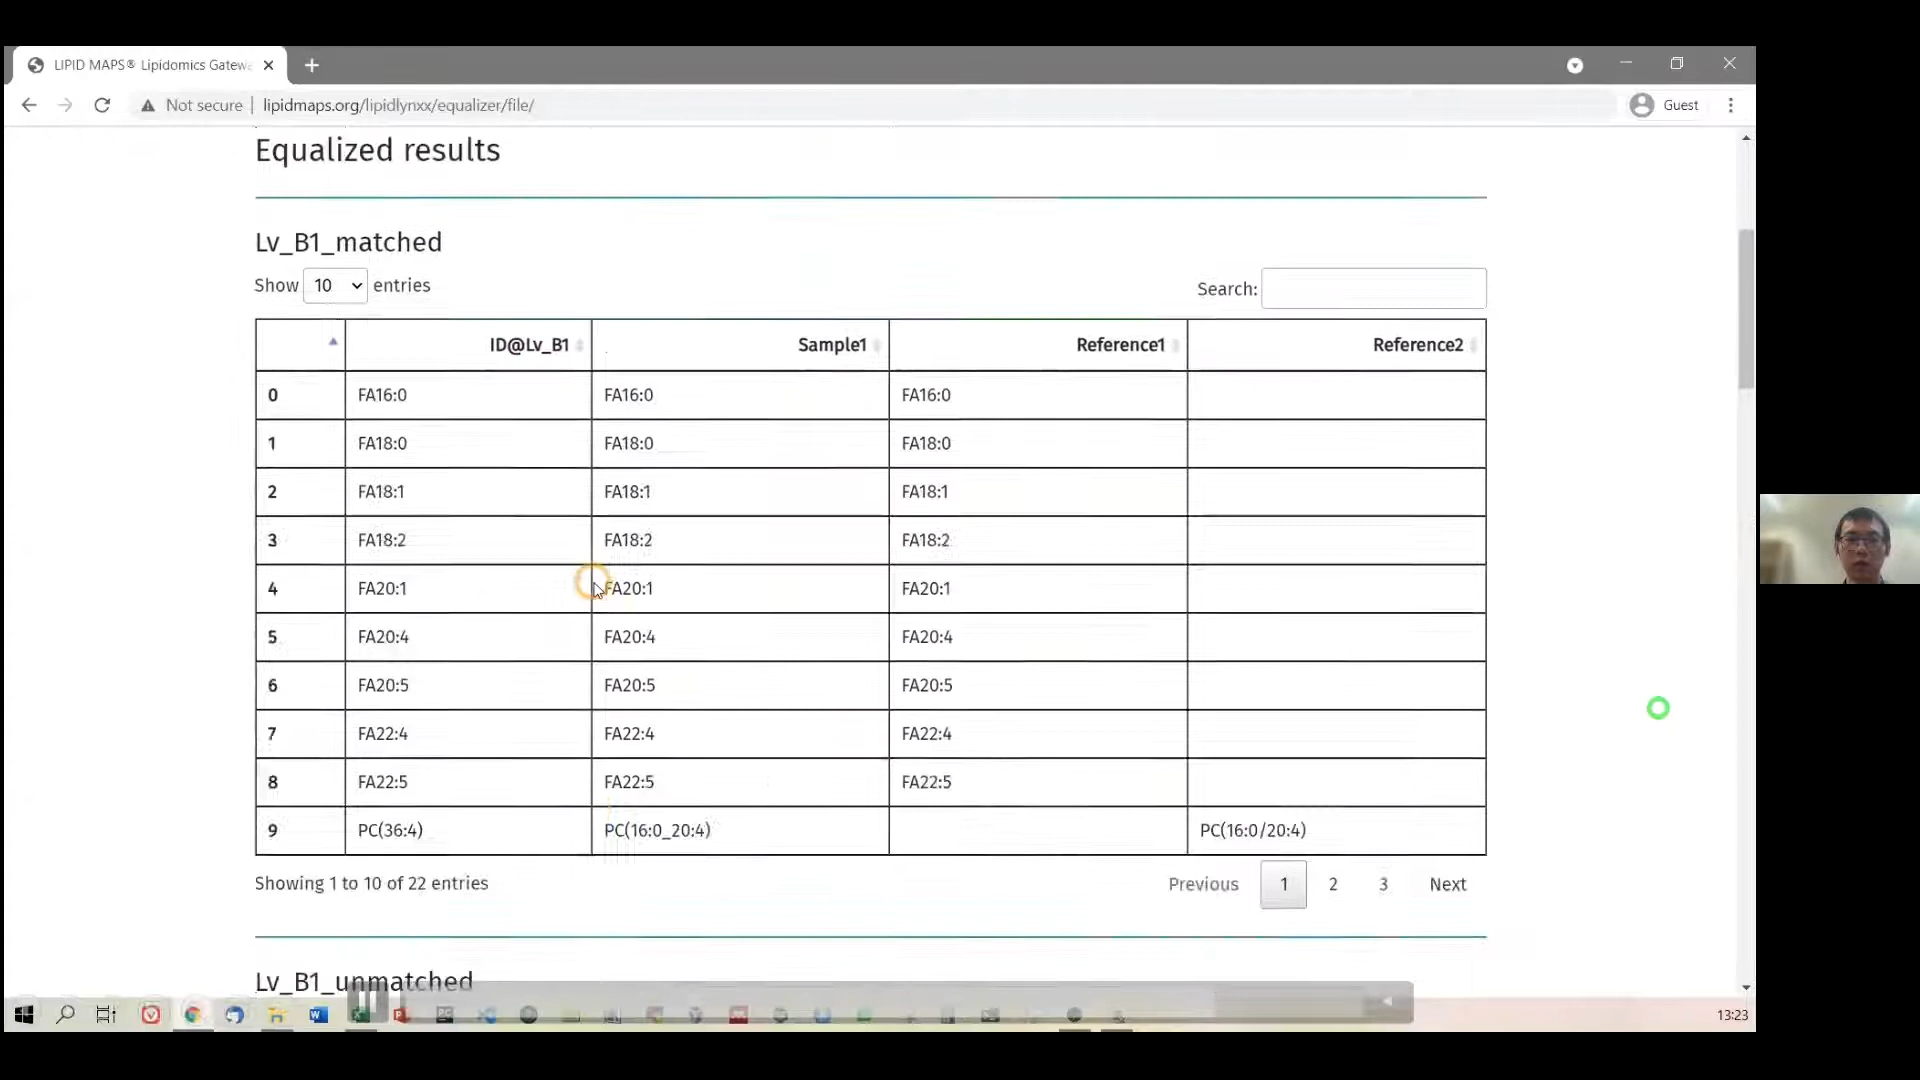 LIPID MAPS® Lipidomics Gatewa
Not secure | lipidmaps.org/lipidlynxx/equalizer/file/
Guest
Equalized results
Lv_B1_matched
Show 10 entries
Search:
ID@Lv_B1 Sample1 Reference1 Reference2
0 FA16:0 FA16:0 FA16:0
1 FA18:0 FA18:0 FA18:0
2 FA18:1 FA18:1 FA18:1
3 FA18:2 FA18:2 FA18:2
4 FA20:1 FA20:1 FA20:1
5 FA20:4 FA20:4 FA20:4
6 FA20:5 FA20:5 FA20:5
7 FA22:4 FA22:4 FA22:4
8 FA22:5 FA22:5 FA22:5
9 PC(36:4) PC(16:0_20:4) PC(16:0/20:4)
Showing 1 to 10 of 22 entries
Previous 1 2 3 Next
Lv_B1_unmatched
13:23